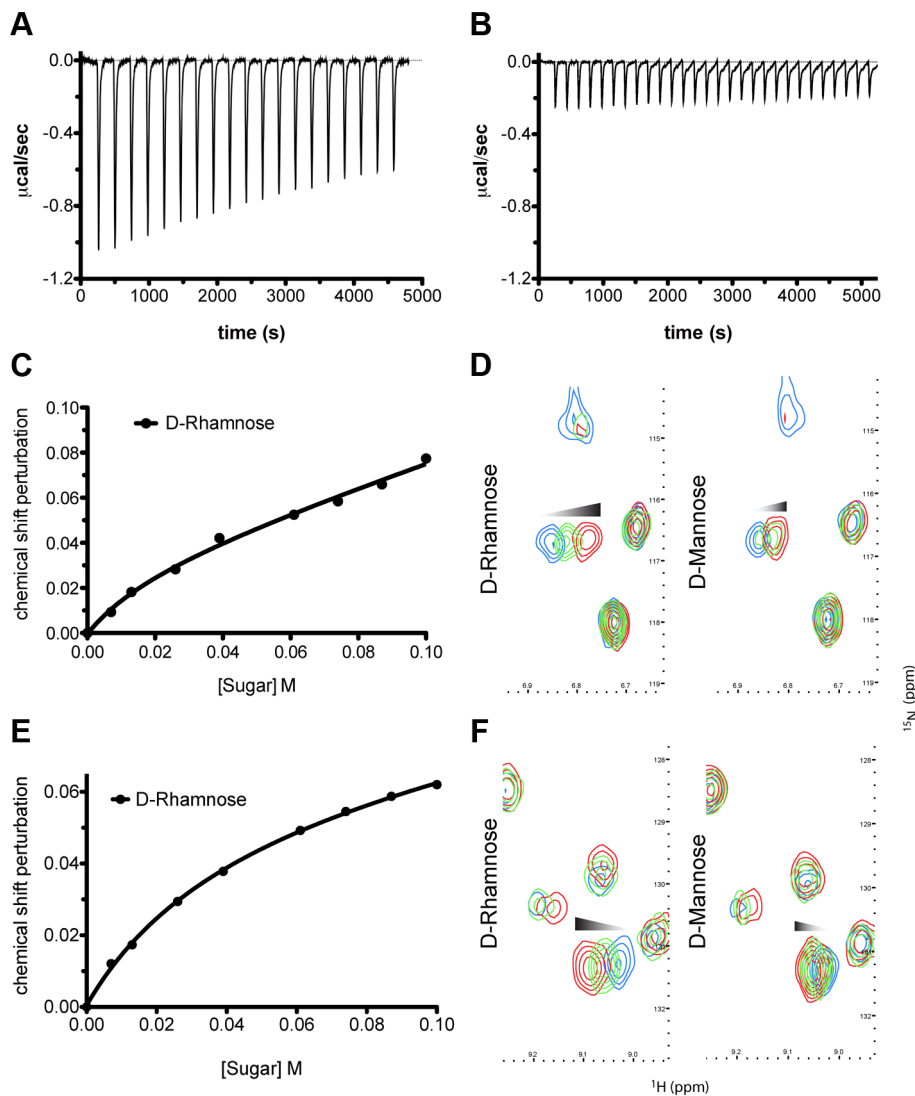 A
0.0
-0.4
-0.8
-1.2
µcal/sec
0 1000 2000 3000 4000 5000
time (s)
B
0.0
-0.4
-0.8
-1.2
µcal/sec
0 1000 2000 3000 4000 5000
time (s)
C
0.10
0.08
0.06
0.04
0.02
0.00
chemical shift perturbation
D-Rhamnose
0.00 0.02 0.04 0.06 0.08 0.10
[Sugar] M
D
D-Rhamnose
115
116
117
118
119
6.9 6.8 6.7
D-Mannose
115
116
117
118
119
6.9 6.8 6.7
15N (ppm)
E
0.06
0.04
0.02
0.00
chemical shift perturbation
D-Rhamnose
0.00 0.02 0.04 0.06 0.08 0.10
[Sugar] M
F
D-Rhamnose
128
129
130
131
132
9.2 9.1 9.0
D-Mannose
128
129
130
131
132
9.2 9.1 9.0
1H (ppm)